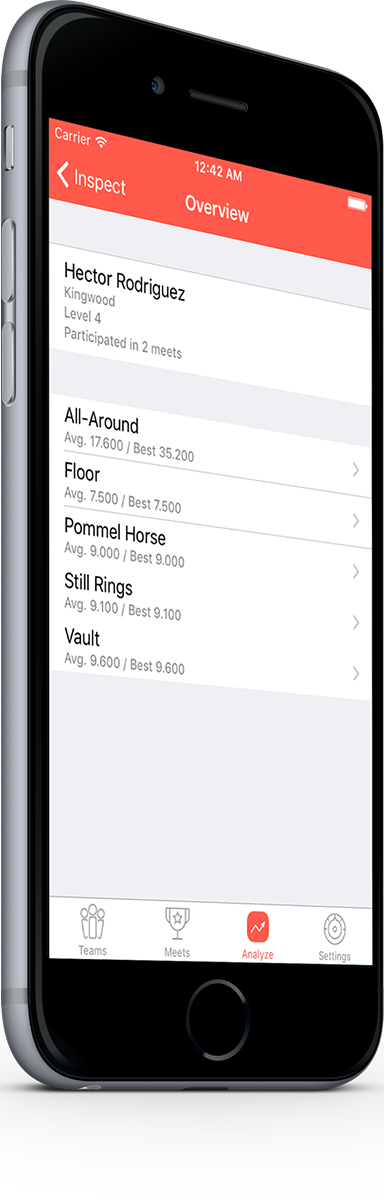 Carrier
12:42 AM
Inspect
Overview
Hector Rodriguez
Kingwood
Level 4
Participated in 2 meets
All-Around
Avg. 17.600 / Best 35.200
Floor
Avg. 7.500 / Best 7.500
Pommel Horse
Avg. 9.000 / Best 9.000
Still Rings
Avg. 9.100 / Best 9.100
Vault
Avg. 9.600 / Best 9.600
Teams
Meets
Analyze
Settings